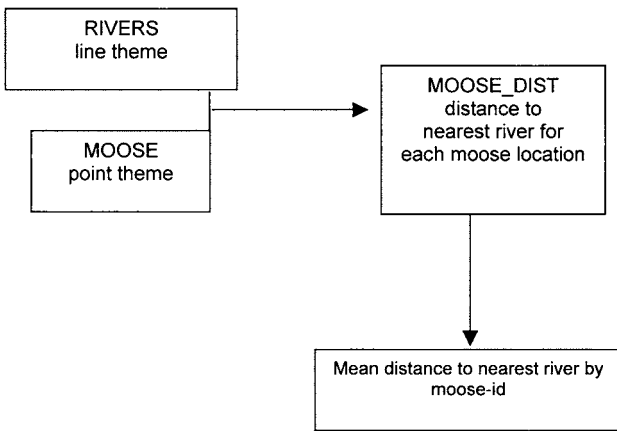 RIVERS
line theme
MOOSE
point theme
MOOSE_DIST
distance to
nearest river for
each moose location
Mean distance to nearest river by
moose-id